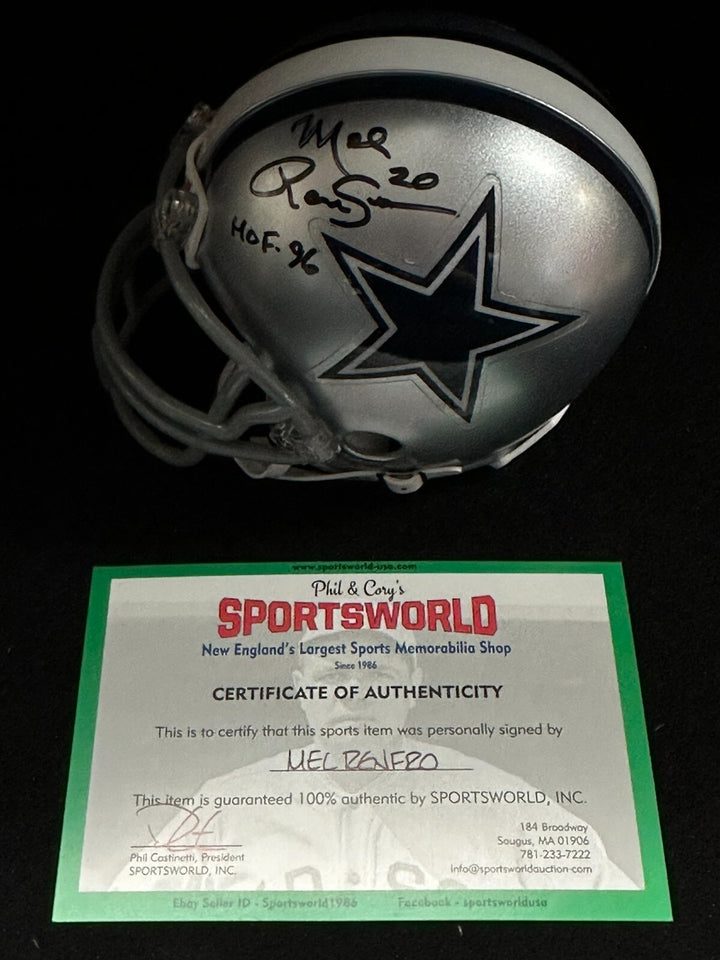 Mel
Renfro 20
HOF. 96
www.sportsworld-usa.com
Phil & Cory's
SPORTSWORLD
New England's Largest Sports Memorabilia Shop
Since 1986
CERTIFICATE OF AUTHENTICITY
This is to certify that this sports item was personally signed by
MEL RENFRO
This item is guaranteed 100% authentic by SPORTSWORLD, INC.
Phil Castinetti, President
SPORTSWORLD, INC.
184 Broadway
Sougus, MA 01906
781-233-7222
info@sportsworldauction.com
Ebay Seller ID - Sportsworld1986
Facebook - sportsworldusa